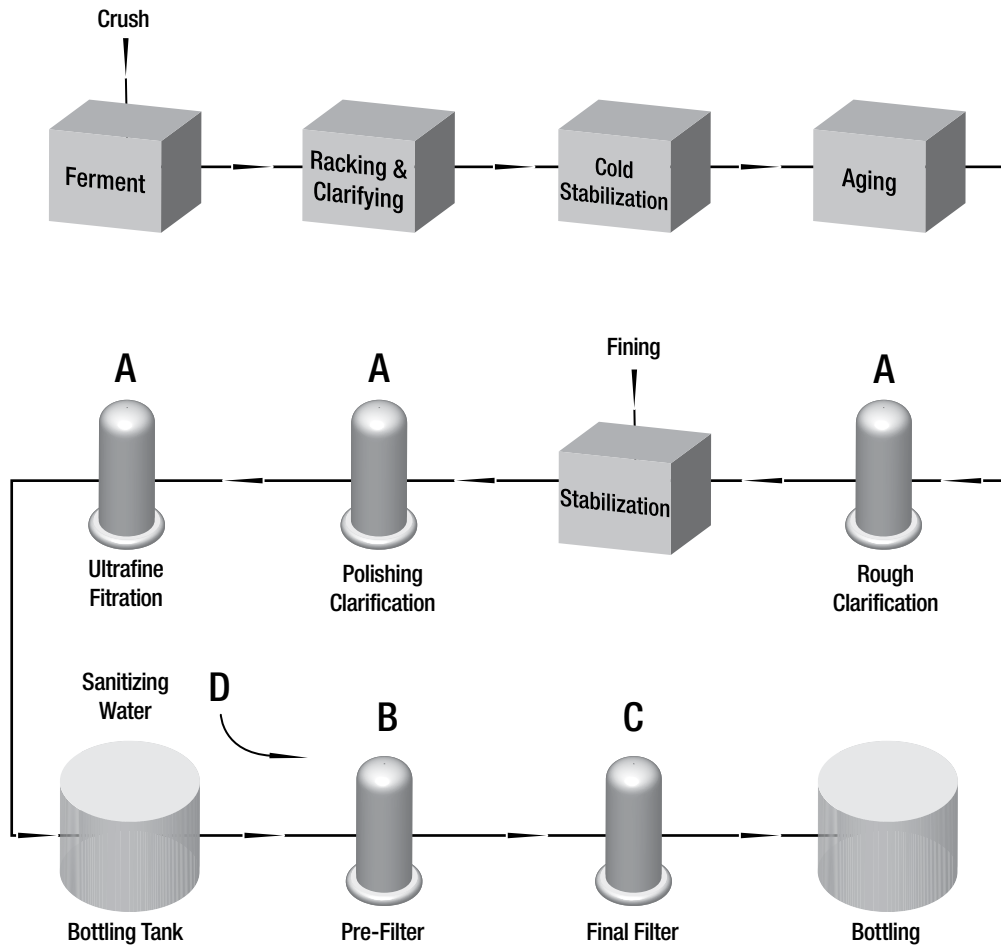 Crush
Ferment
Racking &
Clarifying
Cold
Stabilization
Aging
A
A
Fining
A
Ultrafine
Fitration
Polishing
Clarification
Stabilization
Rough
Clarification
Sanitizing
Water
D
B
C
Bottling Tank
Pre-Filter
Final Filter
Bottling